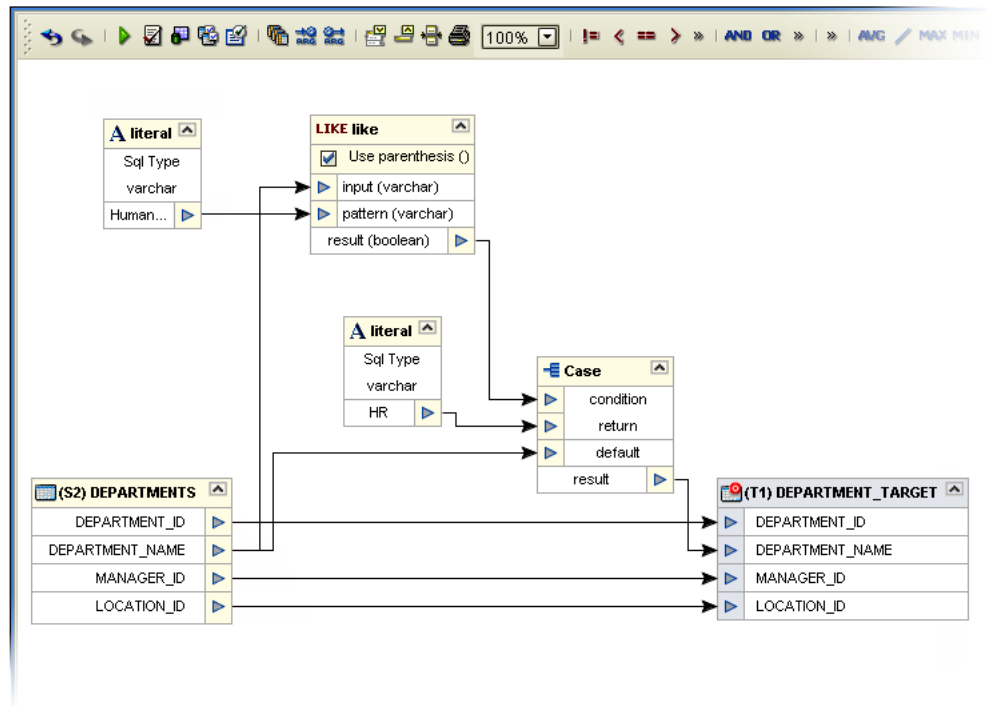 ARG ARG 100% != < == > » AND OR » » AVG MAX MIN
A literal
Sql Type
varchar
Human...
LIKE like
Use parenthesis ()
input (varchar)
pattern (varchar)
result (boolean)
A literal
Sql Type
varchar
HR
Case
condition
return
default
result
(S2) DEPARTMENTS
DEPARTMENT_ID
DEPARTMENT_NAME
MANAGER_ID
LOCATION_ID
(T1) DEPARTMENT_TARGET
DEPARTMENT_ID
DEPARTMENT_NAME
MANAGER_ID
LOCATION_ID